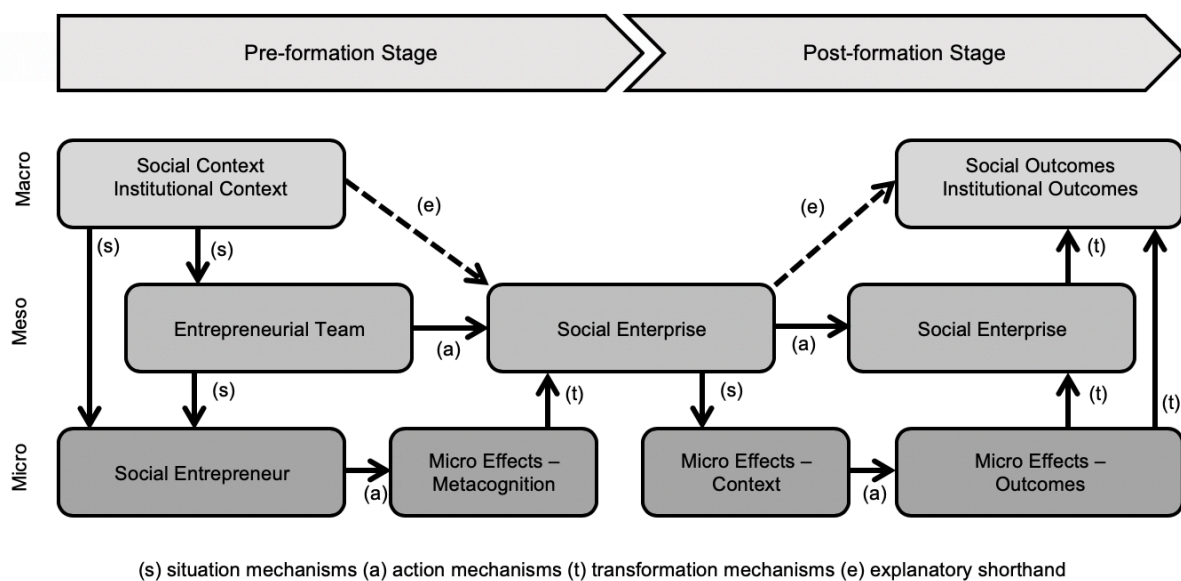 Pre-formation Stage
Post-formation Stage
Macro
Social Context
Institutional Context
Social Outcomes
Institutional Outcomes
(e)
(e)
(s)
(s)
(t)
Meso
Entrepreneurial Team
Social Enterprise
Social Enterprise
(a)
(a)
(s)
(t)
(s)
(t)
(t)
Micro
Social Entrepreneur
Micro Effects –
Metacognition
Micro Effects –
Context
Micro Effects –
Outcomes
(a)
(a)
(s) situation mechanisms (a) action mechanisms (t) transformation mechanisms (e) explanatory shorthand